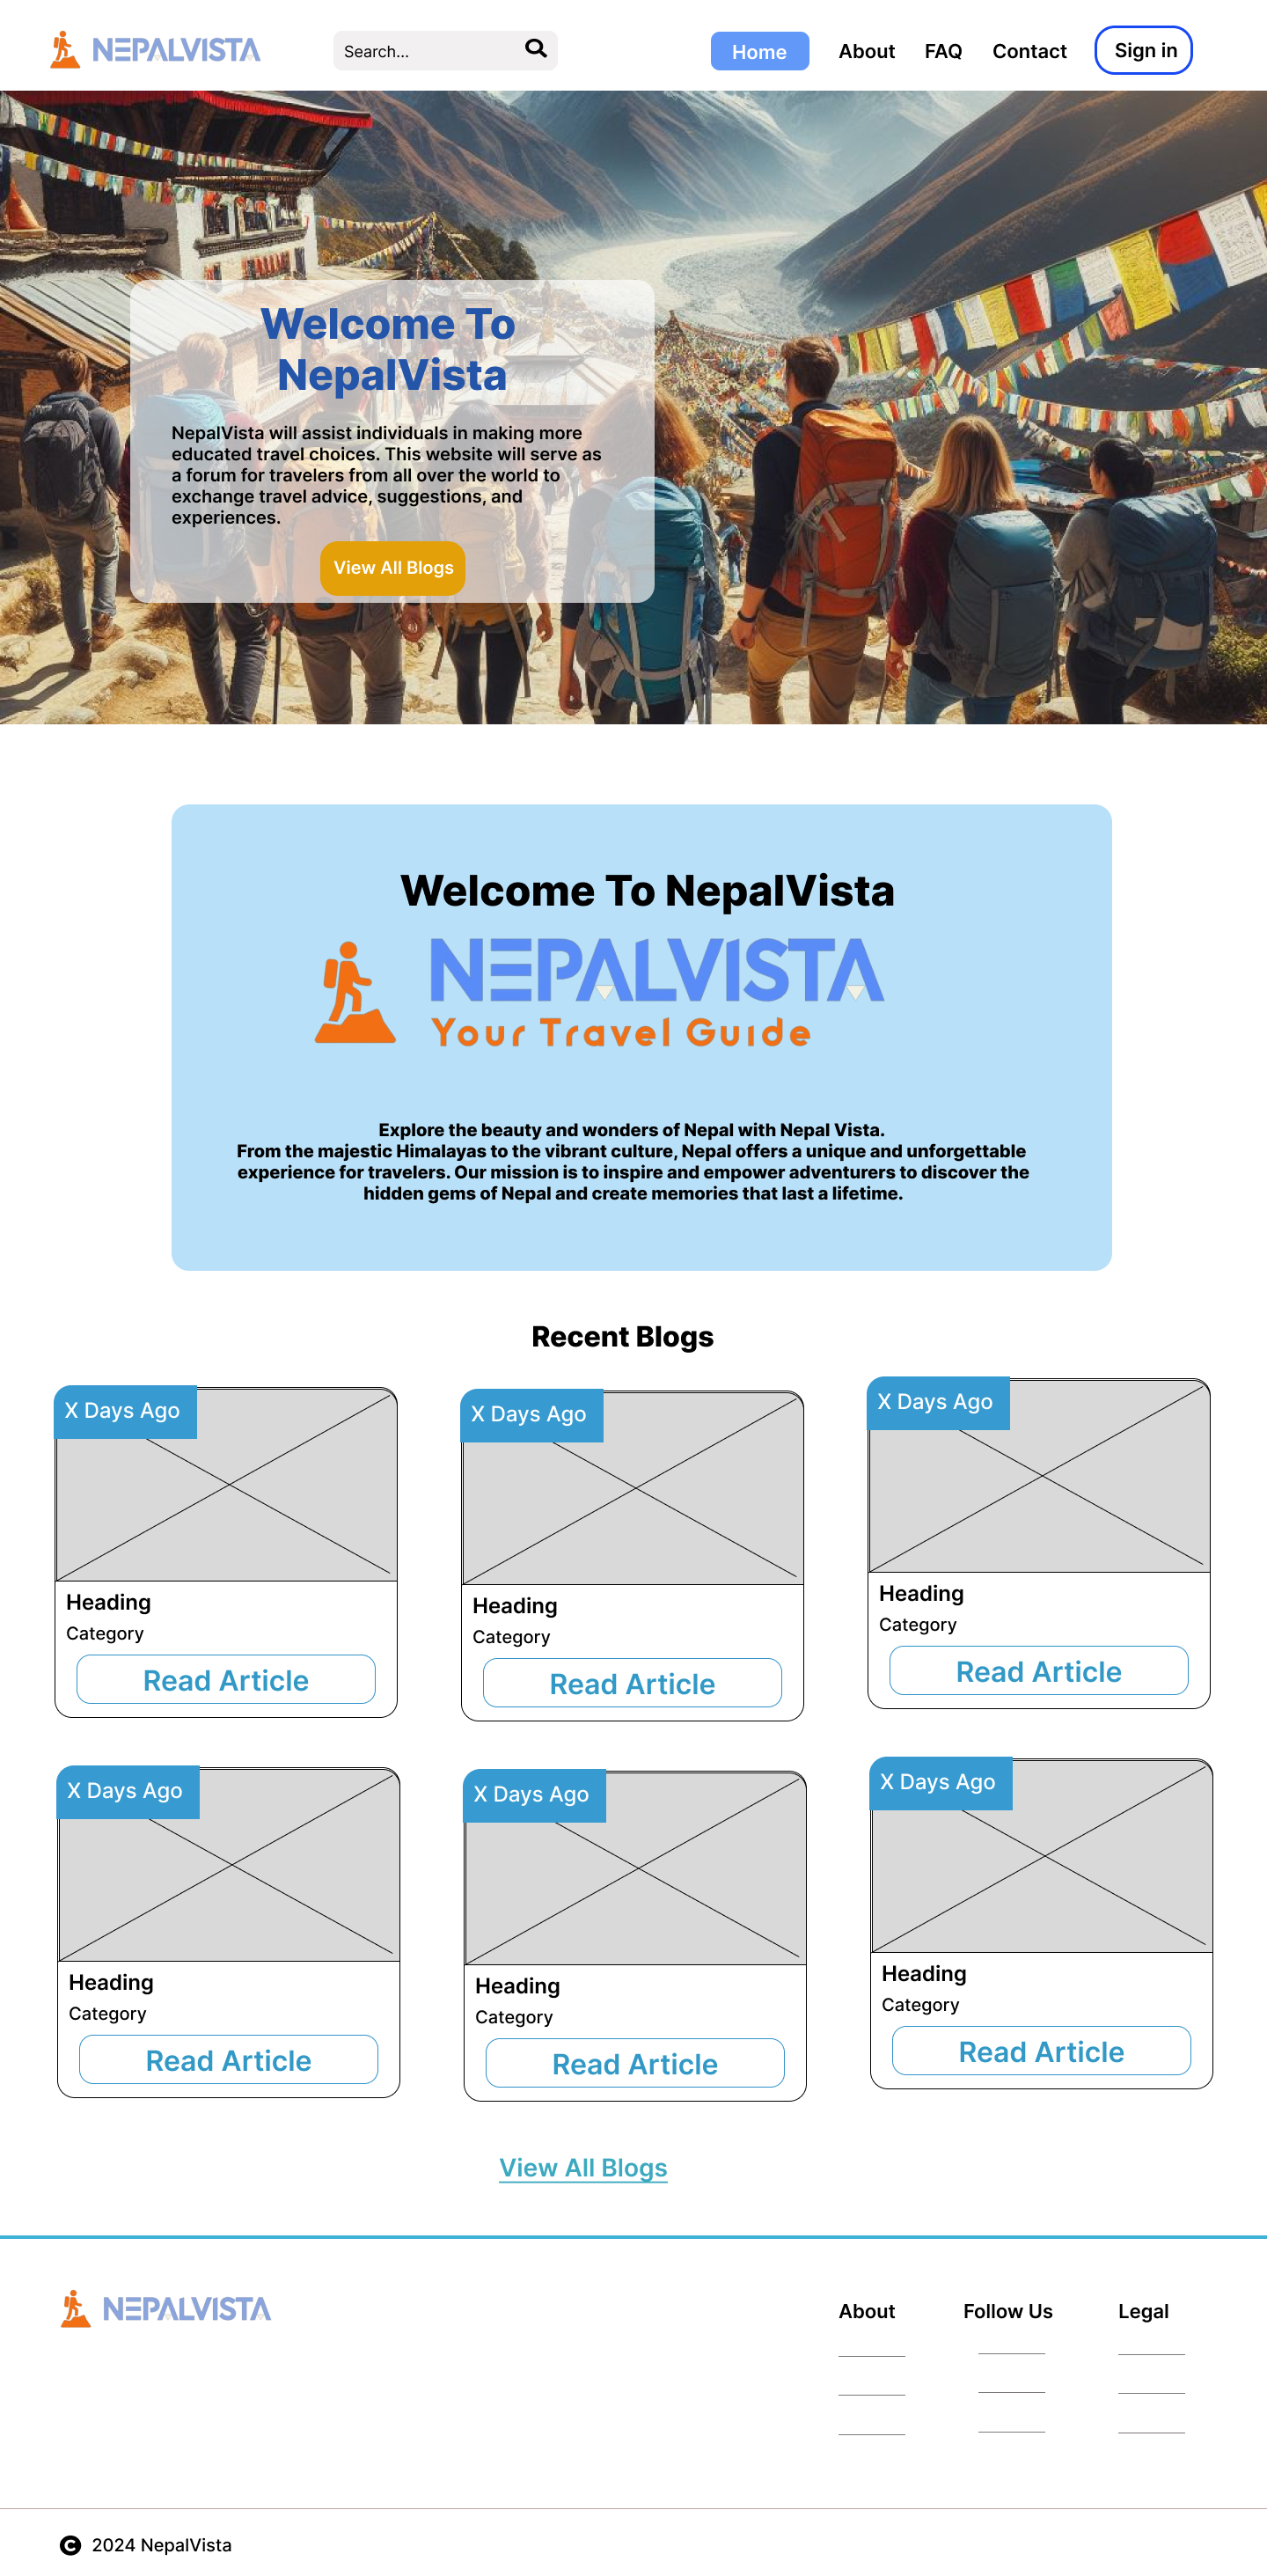 NEPALVISTA
Search...
Home
About
FAQ
Contact
Sign in
Welcome To
NepalVista
NepalVista will assist individuals in making more
educated travel choices. This website will serve as
a forum for travelers from all over the world to
exchange travel advice, suggestions, and
experiences.
View All Blogs
Welcome To NepalVista
NEPALVISTA
Your Travel Guide
Explore the beauty and wonders of Nepal with Nepal Vista.
From the majestic Himalayas to the vibrant culture, Nepal offers a unique and unforgettable
experience for travelers. Our mission is to inspire and empower adventurers to discover the
hidden gems of Nepal and create memories that last a lifetime.
Recent Blogs
X Days Ago
Heading
Category
Read Article
X Days Ago
Heading
Category
Read Article
X Days Ago
Heading
Category
Read Article
X Days Ago
Heading
Category
Read Article
X Days Ago
Heading
Category
Read Article
X Days Ago
Heading
Category
Read Article
View All Blogs
NEPALVISTA
About
Follow Us
Legal
© 2024 NepalVista